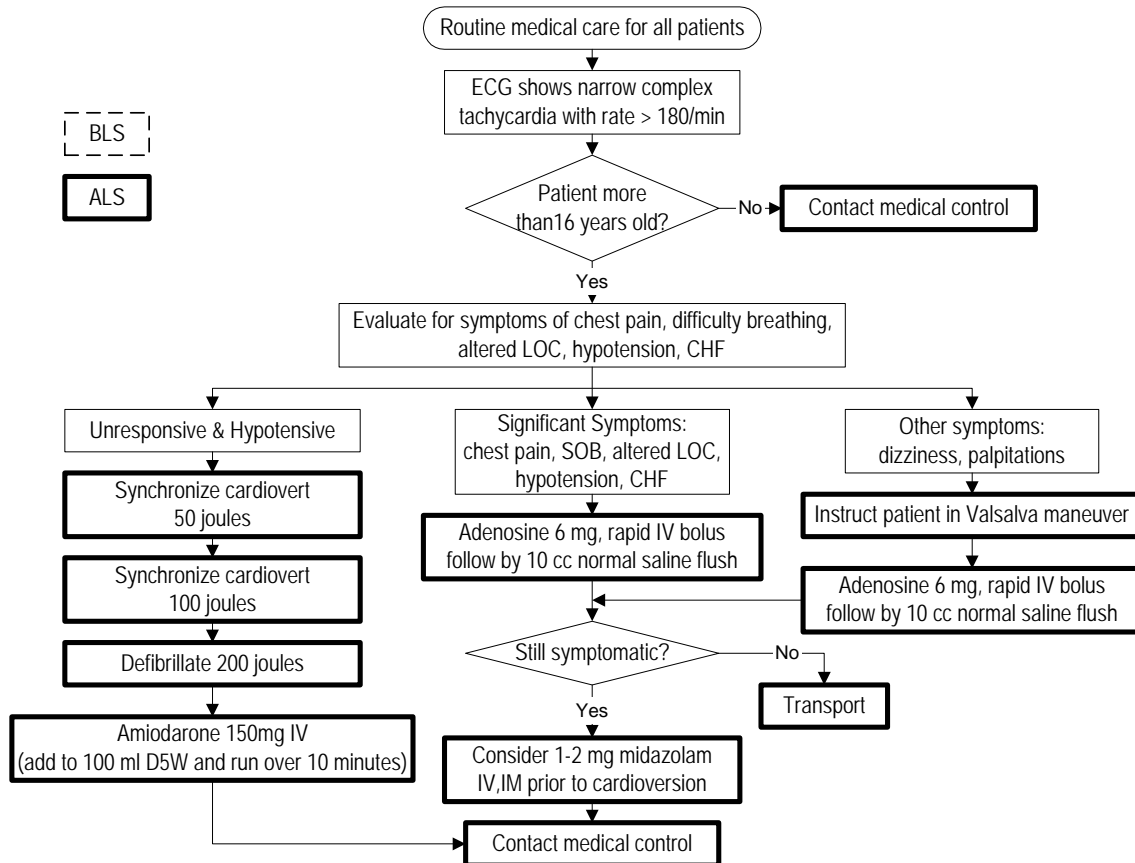 Routine medical care for all patients
ECG shows narrow complex
tachycardia with rate > 180/min
BLS
ALS
Patient more
than16 years old?
No
Contact medical control
Yes
Evaluate for symptoms of chest pain, difficulty breathing,
altered LOC, hypotension, CHF
Unresponsive & Hypotensive
Synchronize cardiovert
50 joules
Synchronize cardiovert
100 joules
Defibrillate 200 joules
Amiodarone 150mg IV
(add to 100 ml D5W and run over 10 minutes)
Significant Symptoms:
chest pain, SOB, altered LOC,
hypotension, CHF
Adenosine 6 mg, rapid IV bolus
follow by 10 cc normal saline flush
Other symptoms:
dizziness, palpitations
Instruct patient in Valsalva maneuver
Adenosine 6 mg, rapid IV bolus
follow by 10 cc normal saline flush
Still symptomatic?
No
Transport
Yes
Consider 1-2 mg midazolam
IV,IM prior to cardioversion
Contact medical control